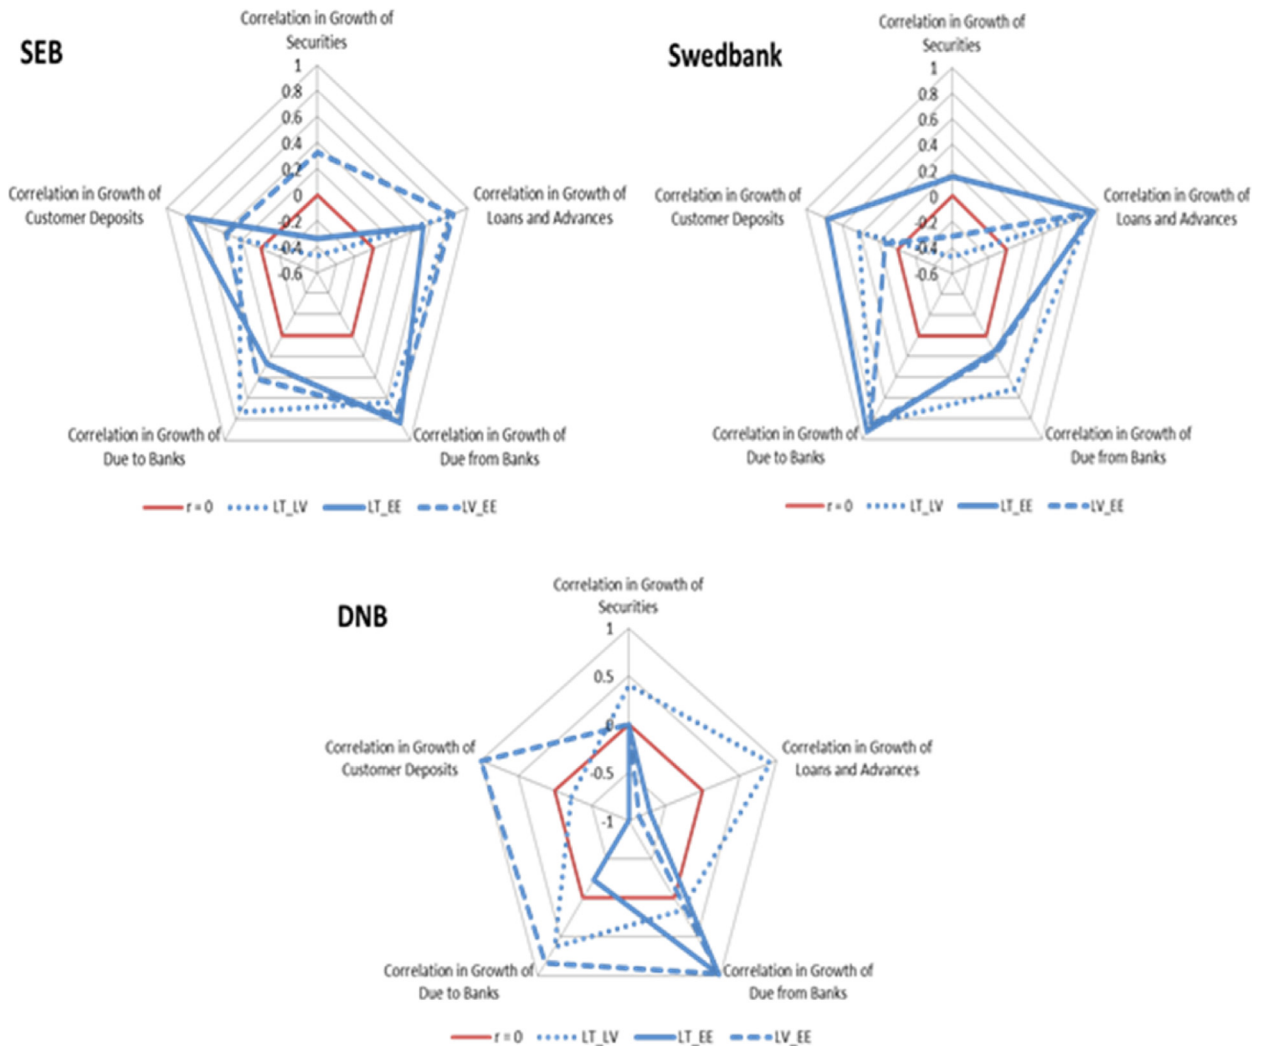 SEB
Correlation in Growth of
Securities
1
0.8
0.6
0.4
0.2
0
-0.2
-0.4
-0.6
Correlation in Growth of
Loans and Advances
Correlation in Growth of
Due from Banks
Correlation in Growth of
Due to Banks
Correlation in Growth of
Customer Deposits
r = 0 LT_LV LT_EE LV_EE
Swedbank
Correlation in Growth of
Securities
1
0.8
0.6
0.4
0.2
0
-0.2
-0.4
-0.6
Correlation in Growth of
Loans and Advances
Correlation in Growth of
Due from Banks
Correlation in Growth of
Due to Banks
Correlation in Growth of
Customer Deposits
r = 0 LT_LV LT_EE LV_EE
DNB
Correlation in Growth of
Securities
1
0.5
0
-0.5
-1
Correlation in Growth of
Loans and Advances
Correlation in Growth of
Due from Banks
Correlation in Growth of
Due to Banks
Correlation in Growth of
Customer Deposits
r = 0 LT_LV LT_EE LV_EE